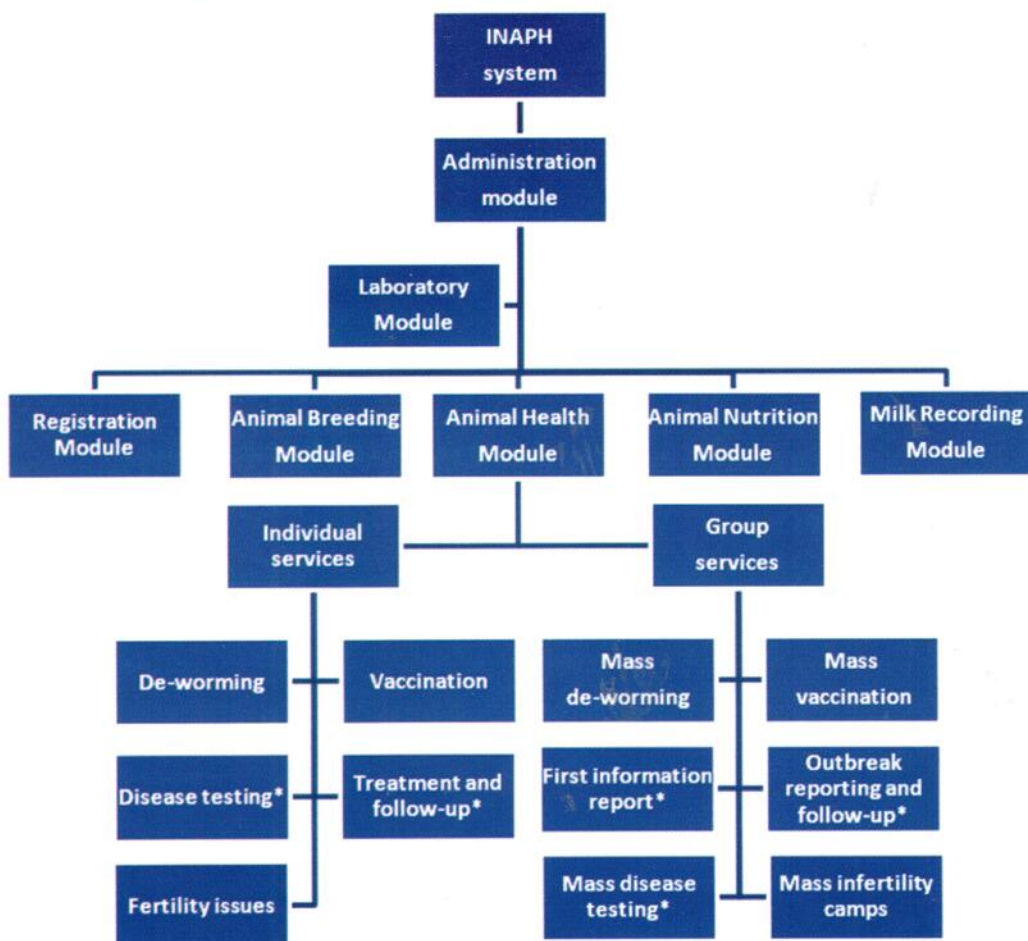 INAPH
system
Administration
module
Laboratory
Module
Registration
Module
Animal Breeding
Module
Animal Health
Module
Animal Nutrition
Module
Milk Recording
Module
Individual
services
Group
services
De-worming
Vaccination
Mass
de-worming
Mass
vaccination
Disease testing*
Treatment and
follow-up*
First information
report*
Outbreak
reporting and
follow-up*
Fertility issues
Mass disease
testing*
Mass infertility
camps